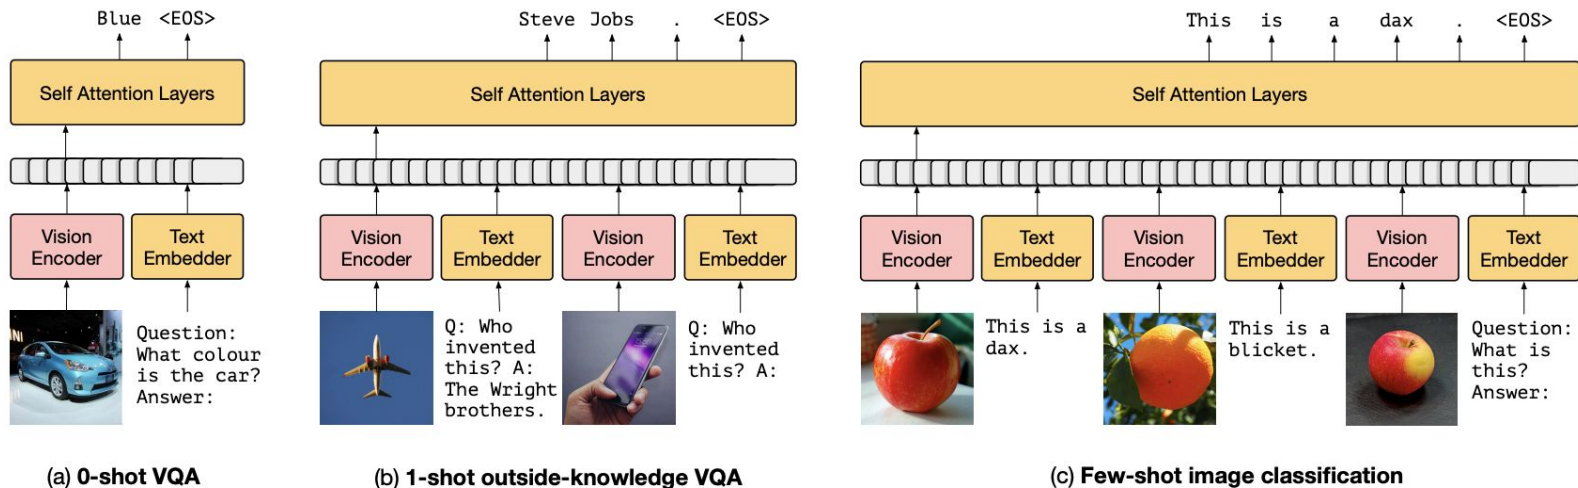 Blue <EOS>
Self Attention Layers
Vision
Encoder
Text
Embedder
Question:
What colour
is the car?
Answer:
(a) 0-shot VQA
Steve Jobs . <EOS>
Self Attention Layers
Vision
Encoder
Text
Embedder
Vision
Encoder
Text
Embedder
Q: Who
invented
this? A:
The Wright
brothers.
Q: Who
invented
this? A:
(b) 1-shot outside-knowledge VQA
This is a dax . <EOS>
Self Attention Layers
Vision
Encoder
Text
Embedder
Vision
Encoder
Text
Embedder
Vision
Encoder
Text
Embedder
This is a
dax.
This is a
blicket.
Question:
What is
this?
Answer:
(c) Few-shot image classification